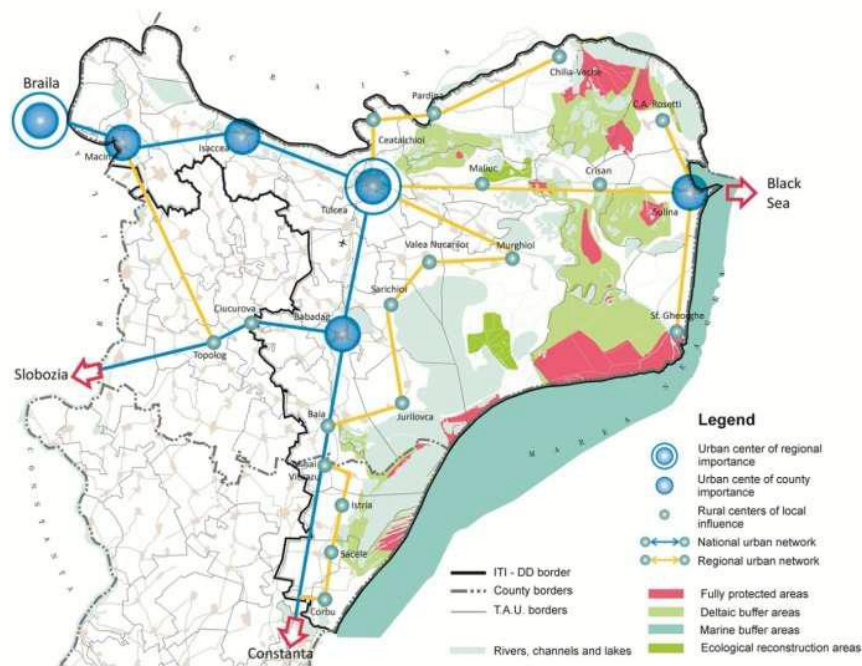 U C R A I N A
Braila
Chilia-Veche
Pardina
C.A. Rosetti
Ceatalchioi
Isaccea
Macin
Maliuc
Crisan
Black
Sea
Tulcea
Sulina
Valea Nucarilor
Murghiol
Sarichioi
Ciucurova
Babadag
Sf. Gheorghe
Topolog
Slobozia
Jurilovca
Baia
M A R E A N E A G R A
Mihai
Viteazu
Istria
C O N S T A N T A
Sacele
Corbu
Constanta
Legend
Urban center of regional
importance
Urban cente of county
importance
Rural centers of local
influence
National urban network
Regional urban network
ITI - DD border
County borders
T.A.U. borders
Rivers, channels and lakes
Fully protected areas
Deltaic buffer areas
Marine buffer areas
Ecological reconstruction areas